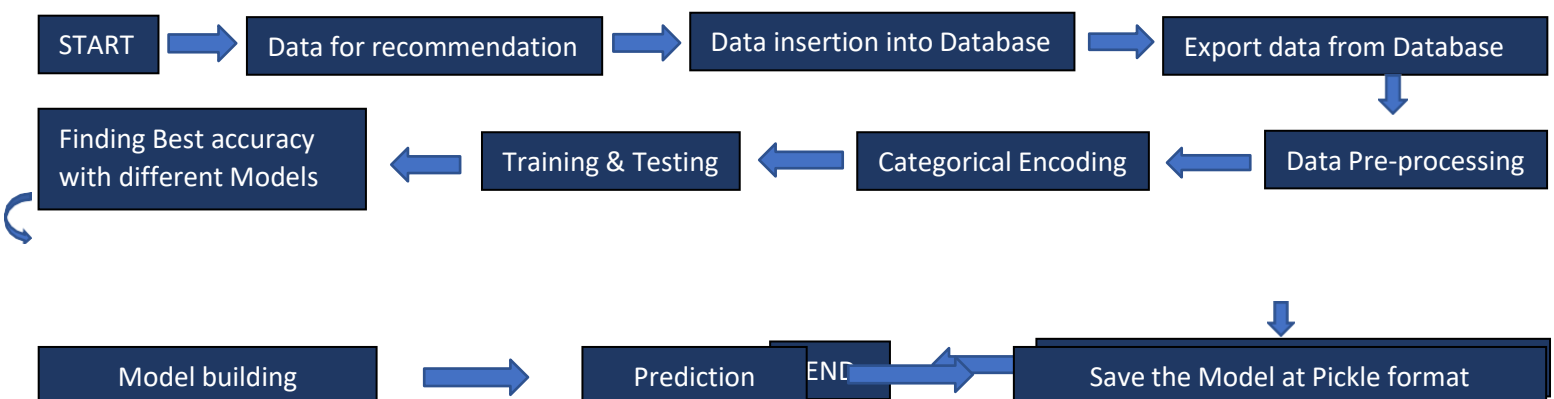 START
Data for recommendation
Data insertion into Database
Export data from Database
Finding Best accuracy
with different Models
Training & Testing
Categorical Encoding
Data Pre-processing
Model building
Prediction
END
Save the Model at Pickle format